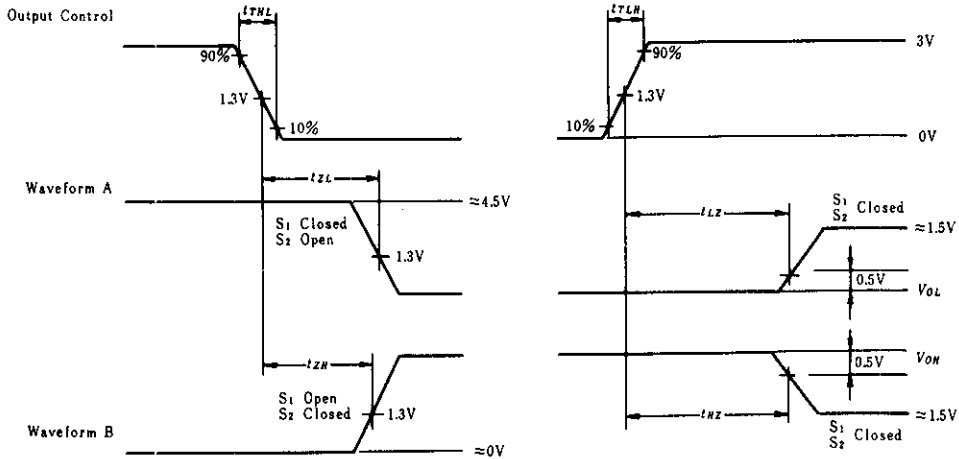 Output Control
tTHL
90%
1.3V
10%
tTLH
3V
90%
1.3V
10%
0V
Waveform A
tZL
≈4.5V
S1 Closed
S2 Open
1.3V
tLZ
S1
S2 Closed
≈1.5V
0.5V
VOL
tZH
S1 Open
S2 Closed
1.3V
Waveform B
≈0V
VOH
0.5V
tHZ
≈1.5V
S1
S2 Closed